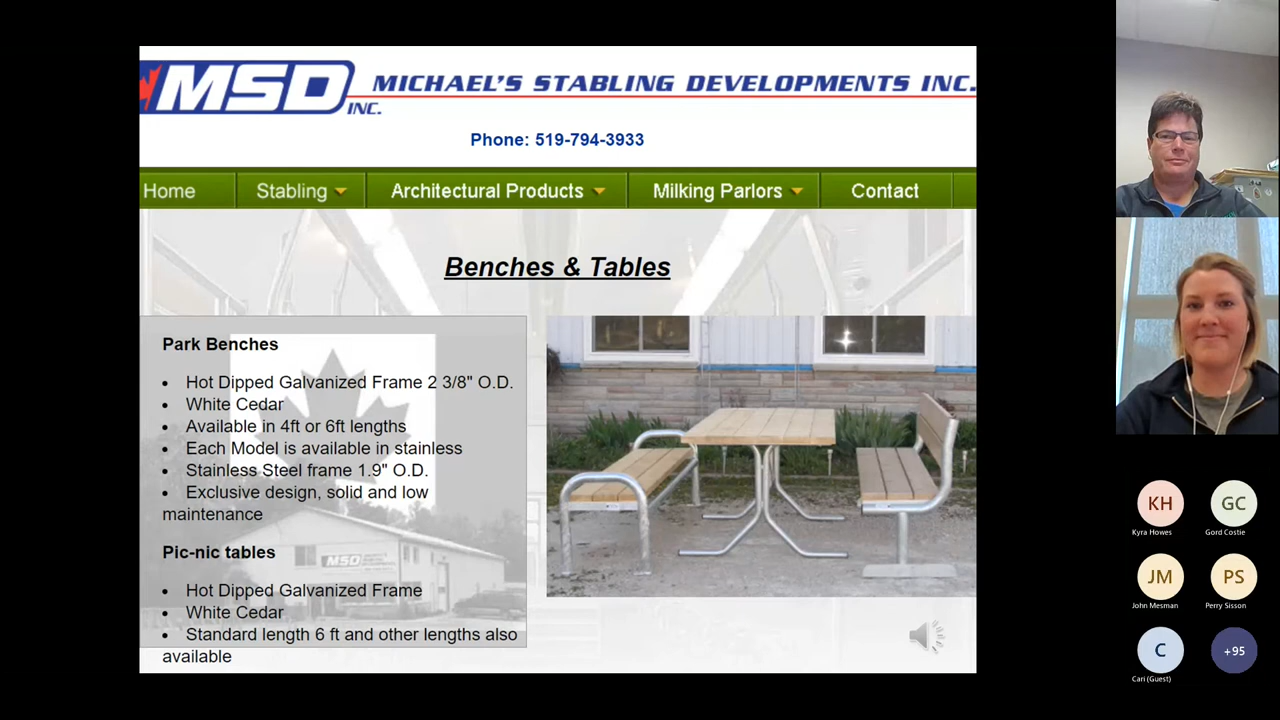 MSD INC.
MICHAEL'S STABLING DEVELOPMENTS INC.
Phone: 519-794-3933
Home Stabling Architectural Products Milking Parlors Contact
Benches & Tables
Park Benches
• Hot Dipped Galvanized Frame 2 3/8" O.D.
• White Cedar
• Available in 4ft or 6ft lengths
• Each Model is available in stainless
• Stainless Steel frame 1.9" O.D.
• Exclusive design, solid and low
maintenance
MSD
Pic-nic tables
• Hot Dipped Galvanized Frame
• White Cedar
• Standard length 6 ft and other lengths also
available
KH GC
Kyra Howes Gord Costie
JM PS
John Mesman Perry Sisson
C +95
Cari (Guest)